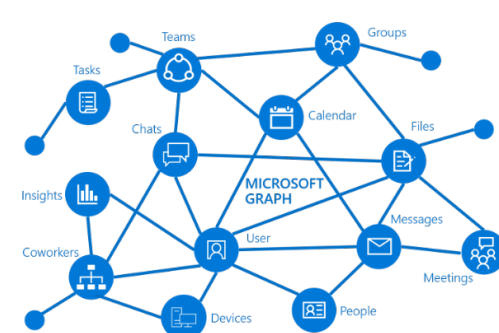 Teams
Groups
Tasks
Calendar
Chats
Files
MICROSOFT
GRAPH
Insights
Messages
User
Coworkers
Meetings
Devices
People